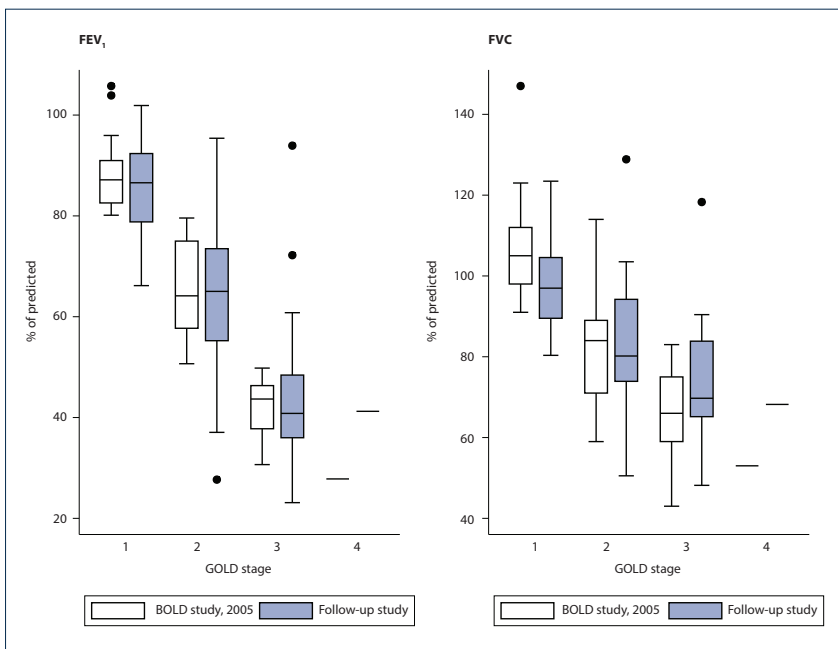 FEV₁
100
80
60
40
20
% of predicted
1 2 3 4
GOLD stage
BOLD study, 2005 Follow-up study
FVC
140
120
100
80
60
40
% of predicted
1 2 3 4
GOLD stage
BOLD study, 2005 Follow-up study